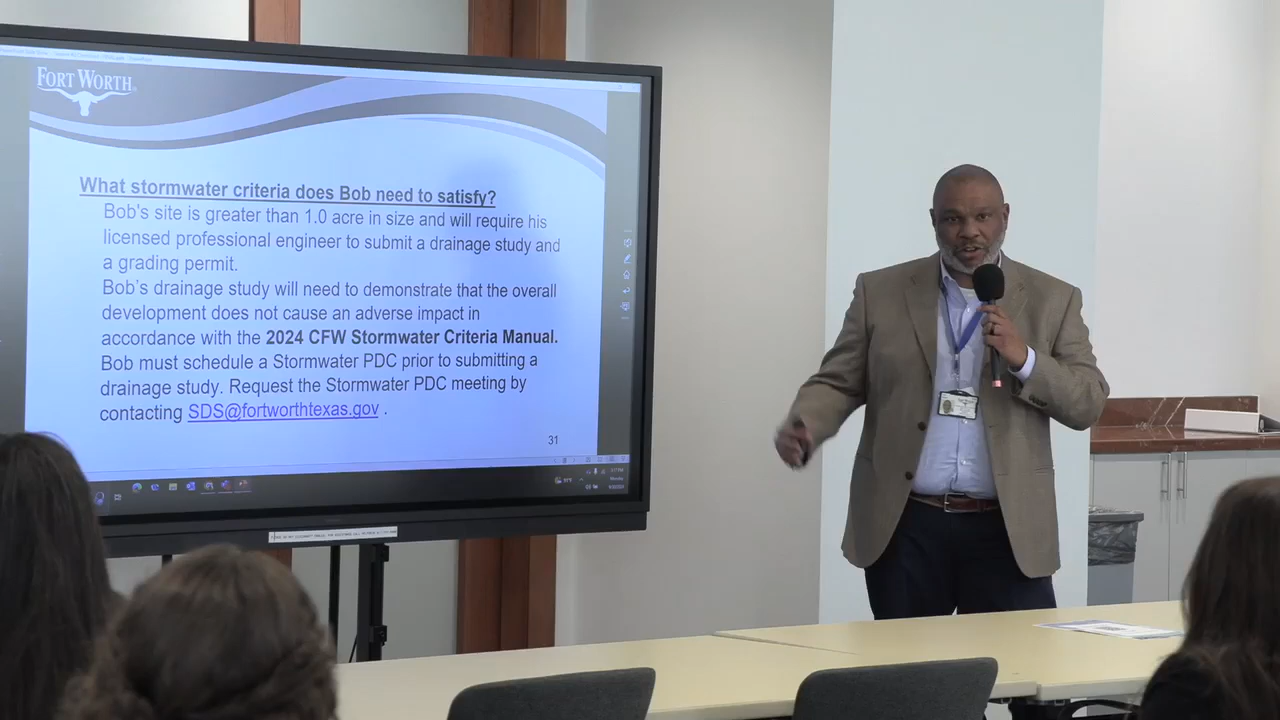 FORT WORTH
What stormwater criteria does Bob need to satisfy?
Bob's site is greater than 1.0 acre in size and will require his
licensed professional engineer to submit a drainage study and
a grading permit.
Bob's drainage study will need to demonstrate that the overall
development does not cause an adverse impact in
accordance with the 2024 CFW Stormwater Criteria Manual.
Bob must schedule a Stormwater PDC prior to submitting a
drainage study. Request the Stormwater PDC meeting by
contacting SDS@fortworthtexas.gov .
31